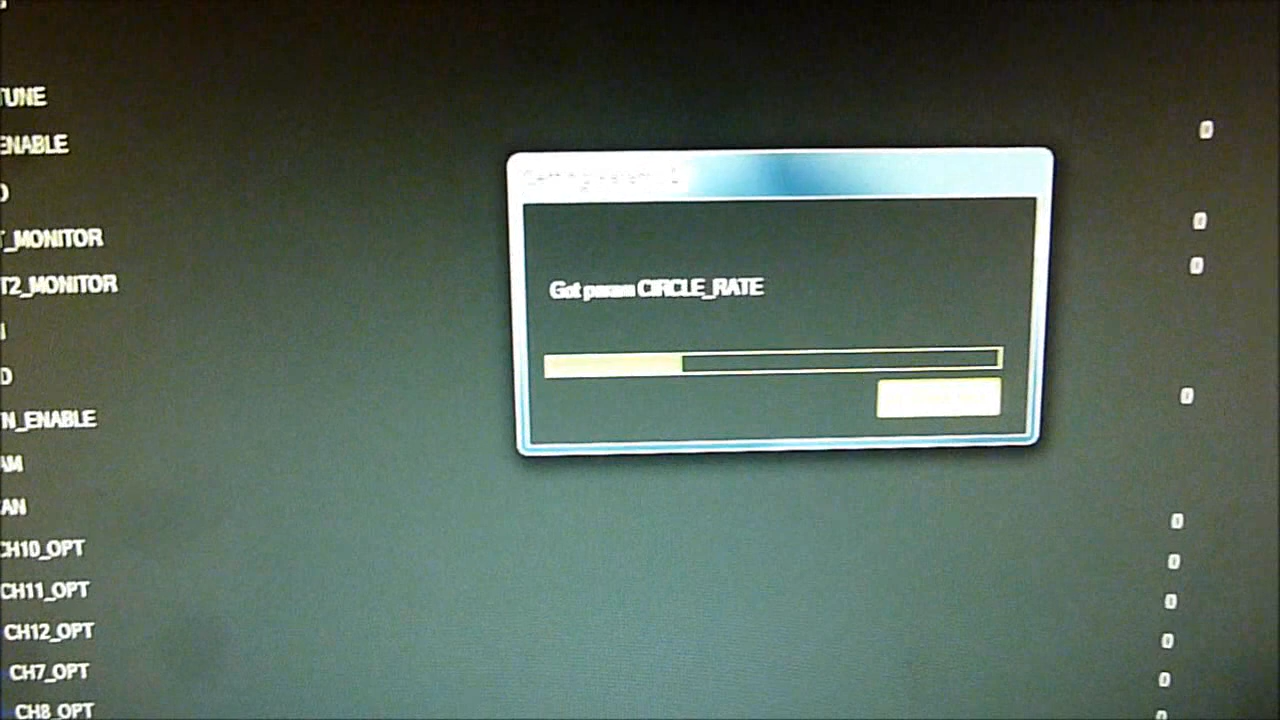 TUNE
ENABLE
0
T_MONITOR
0
T2_MONITOR
0
Got param CIRCLE_RATE
D
N_ENABLE
0
AM
AN
0
CH10_OPT
0
CH11_OPT
0
CH12_OPT
0
CH7_OPT
0
CH8_OPT
0